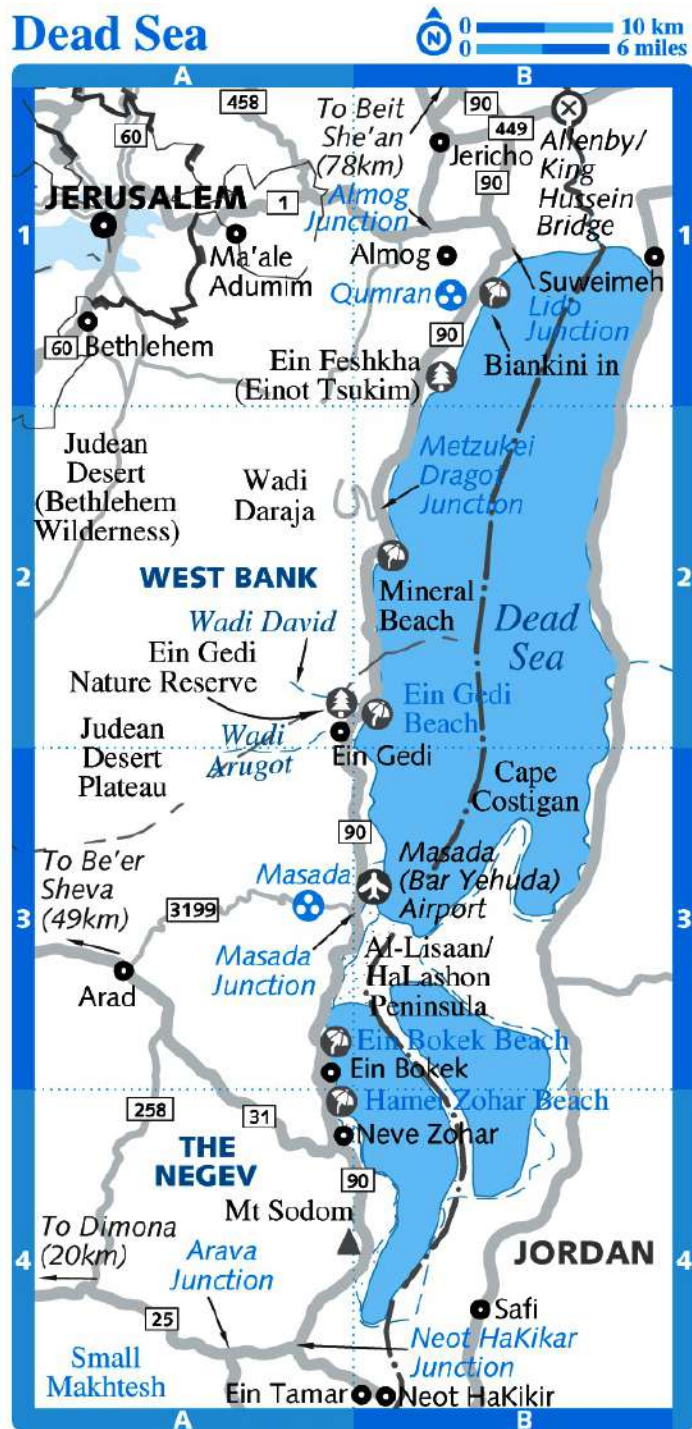 Dead Sea
N
0 10 km
0 6 miles
A B
458
To Beit
She'an
(78km)
90
449
60
Jericho
Allenby/
King
Hussein
Bridge
90
JERUSALEM
1
Almog
Junction
1 1
Ma'ale
Adumim
Almog
Suweimeh
Qumran
Lido
Junction
60
Bethlehem
90
Ein Feshkha
(Einot Tsukim)
Biankini in
Judean
Desert
(Bethlehem
Wilderness)
Wadi
Daraja
Metzukei
Dragot
Junction
2 2
WEST BANK
Mineral
Beach
Dead
Sea
Wadi David
Ein Gedi
Nature Reserve
Ein Gedi
Beach
Judean
Desert
Plateau
Wadi
Arugot
Ein Gedi
Cape
Costigan
90
To Be'er
Sheva
(49km)
Masada
Masada
(Bar Yehuda)
Airport
3199
3 3
Masada
Junction
Al-Lisaan/
HaLashon
Peninsula
Arad
Ein Bokek Beach
Ein Bokek
258
31
Hamei Zohar Beach
Neve Zohar
THE
NEGEV
90
Mt Sodom
To Dimona
(20km)
Arava
Junction
JORDAN
4 4
Safi
25
Neot HaKikar
Junction
Small
Makhtesh
Ein Tamar
Neot HaKikir
A B